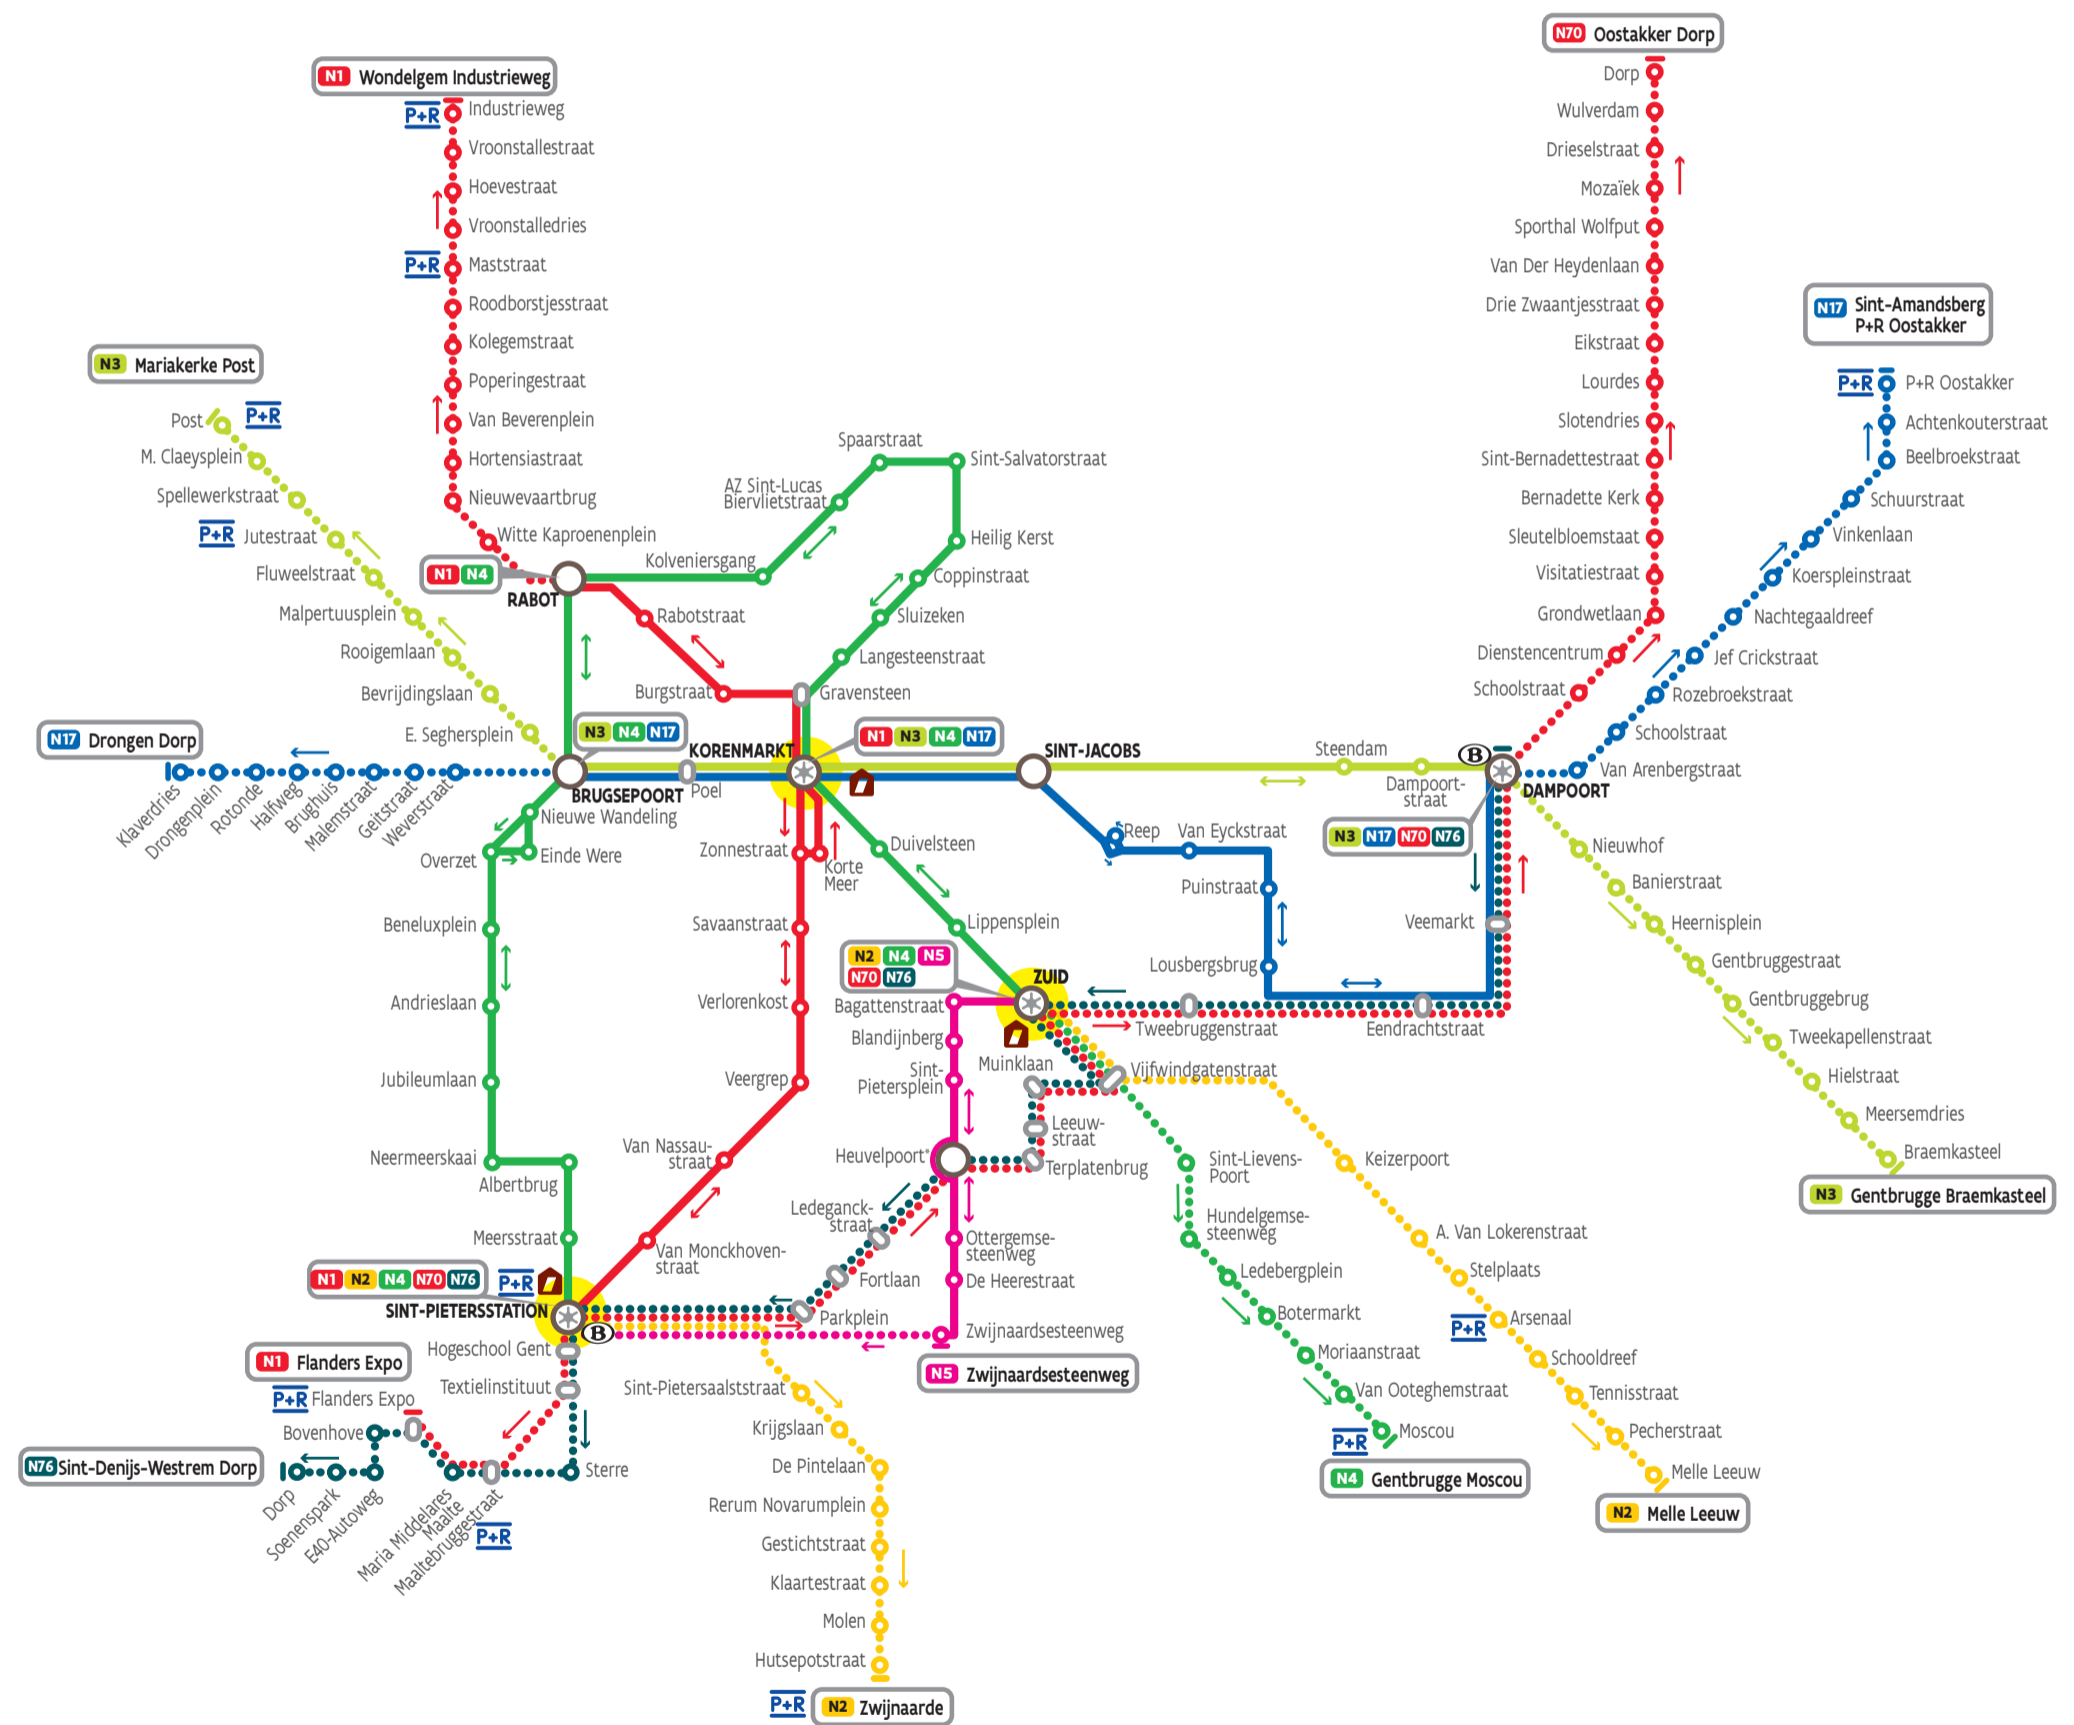 N70 Oostakker Dorp
Dorp
Wulverdam
Drieselstraat
Mozaïek
Sporthal Wolfput
Van Der Heydenlaan
Drie Zwaantjesstraat
Eikstraat
Lourdes
Slotendries
Sint-Bernadettestraat
Bernadette Kerk
Sleutelbloemstaat
Visitatiestraat
Grondwetlaan
Dienstencentrum
Schoolstraat
N1 Wondelgem Industrieweg
P+R Industrieweg
Vroonstallestraat
Hoevestraat
Vroonstalledries
P+R Maststraat
Roodborstjesstraat
Kolegemstraat
Poperingestraat
Van Beverenplein
Hortensiastraat
Nieuwevaartbrug
Witte Kaproenenplein
N1 N4
RABOT
N17 Sint-Amandsberg
P+R Oostakker
P+R P+R Oostakker
Achtenkouterstraat
Beelbroekstraat
Schuurstraat
Vinkenlaan
Koerspleinstraat
Nachtegaaldreef
Jef Crickstraat
Rozebroekstraat
Schoolstraat
Van Arenbergstraat
N3 Mariakerke Post
Post P+R
M. Claeysplein
Spellewerkstraat
P+R Jutestraat
Fluweelstraat
Malpertuusplein
Rooigemlaan
Bevrijdingslaan
E. Seghersplein
Spaarstraat
Sint-Salvatorstraat
AZ Sint-Lucas
Biervlietstraat
Kolveniersgang
Heilig Kerst
Coppinstraat
Sluizeken
Langesteenstraat
Gravensteen
Rabotstraat
Burgstraat
N17 Drongen Dorp
Klaverdries
Drongenplein
Rotonde
Halfweg
Brughuis
Malemstraat
Geitstraat
Weverstraat
N3 N4 N17
BRUGSEPOORT
Poel
KORENMARKT
N1 N3 N4 N17
SINT-JACOBS
Steendam
Dampoort-
straat
B
DAMPOORT
N3 N17 N70 N76
Nieuwe Wandeling
Overzet
Einde Were
Beneluxplein
Andrieslaan
Jubileumlaan
Neermeerskaai
Albertbrug
Meersstraat
Zonnestraat
Korte
Meer
Savaanstraat
Verlorenkost
Veergrep
Van Nassau-
straat
Van Monckhoven-
straat
Duivelsteen
Lippensplein
Reep
Van Eyckstraat
Puinstraat
Lousbergsbrug
Veemarkt
N2 N4 N5
N70 N76
ZUID
Tweebruggenstraat
Eendrachtstraat
Bagattenstraat
Blandijnberg
Sint-
Pietersplein
Muinklaan
Vijfwindgatenstraat
Leeuw-
straat
Heuvelpoort*
Terplatenbrug
Ledeganck-
straat
Fortlaan
Parkplein
Ottergemse-
steenweg
De Heerestraat
Zwijnaardsesteenweg
N5 Zwijnaardsesteenweg
Nieuwhof
Banierstraat
Heernisplein
Gentbruggestraat
Gentbruggebrug
Tweekapellenstraat
Hielstraat
Meersemdries
Braemkasteel
N3 Gentbrugge Braemkasteel
Sint-Lievens-
Poort
Hundelgemse-
steenweg
Ledebergplein
Botermarkt
Moriaanstraat
Van Ooteghemstraat
P+R Moscou
N4 Gentbrugge Moscou
Keizerpoort
A. Van Lokerenstraat
Stelplaats
P+R Arsenaal
Schooldreef
Tennisstraat
Pecherstraat
Melle Leeuw
N2 Melle Leeuw
N1 N2 N4 N70 N76 P+R
SINT-PIETERSSTATION
B
Hogeschool Gent
Textielinstituut
N1 Flanders Expo
P+R Flanders Expo
Bovenhove
N76 Sint-Denijs-Westrem Dorp
Dorp
Soenenspark
E40-Autoweg
Maria Middelares
Maalte
Maaltebruggestraat
P+R
Sterre
Sint-Pietersaalststraat
Krijgslaan
De Pintelaan
Rerum Novarumplein
Gestichtstraat
Klaartestraat
Molen
Hutsepotstraat
P+R N2 Zwijnaarde